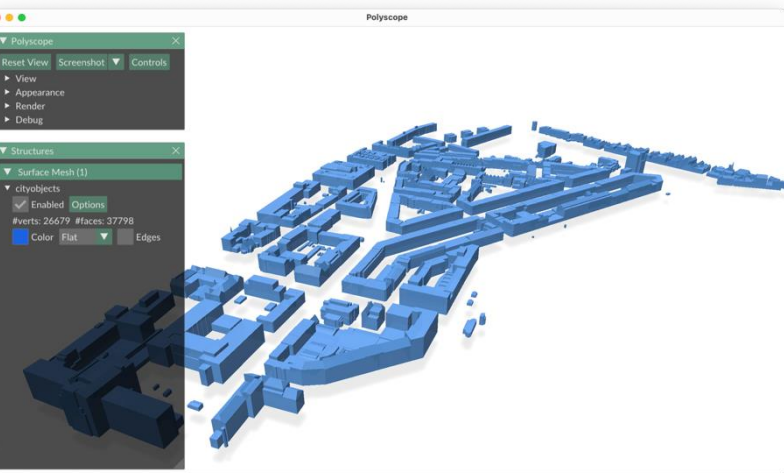 Polyscope
Polyscope
Reset View Screenshot Controls
View
Appearance
Render
Debug
Structures
Surface Mesh (1)
cityobjects
Enabled Options
#verts: 26679 #faces: 37798
Color Flat Edges